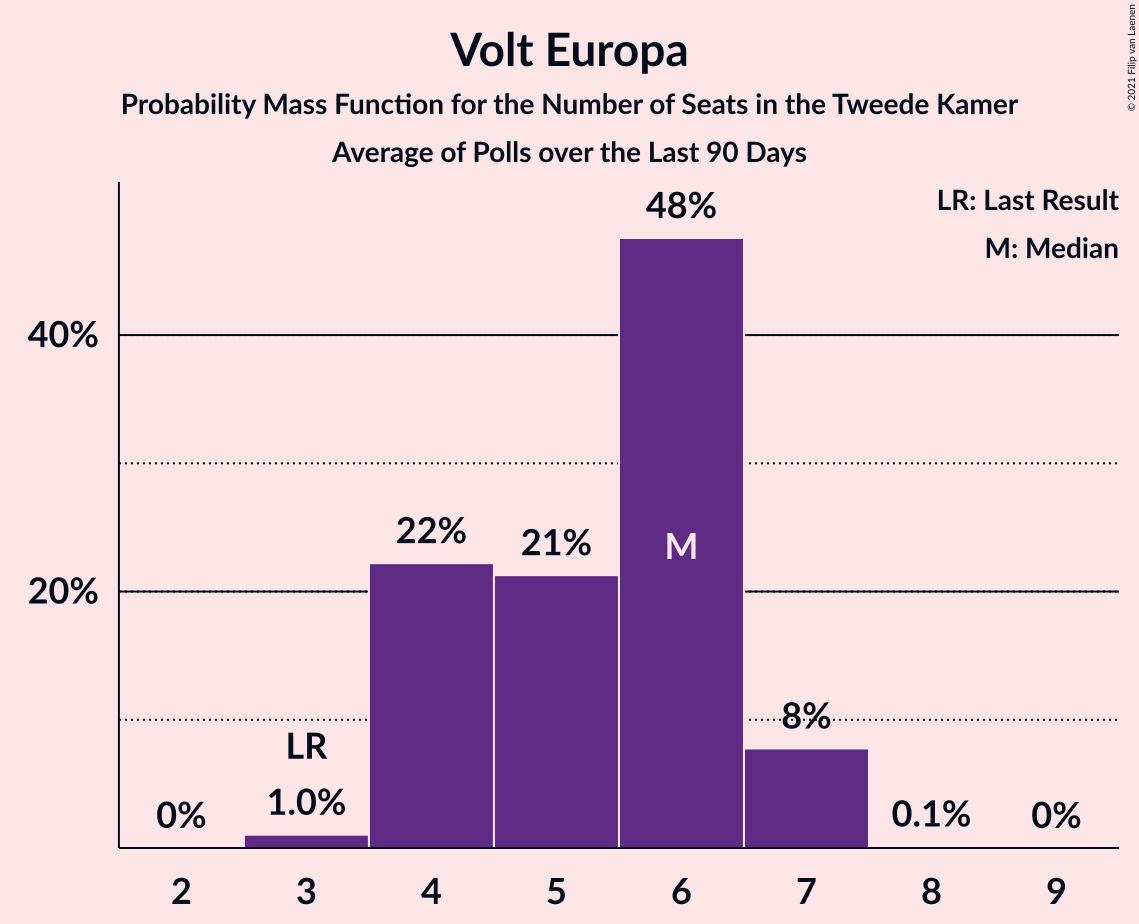 Volt Europa
Probability Mass Function for the Number of Seats in the Tweede Kamer
Average of Polls over the Last 90 Days
© 2021 Filip van Laenen
LR: Last Result
M: Median
40%
20%
0%
LR
1.0%
22%
21%
48%
M
8%
0.1%
0%
2 3 4 5 6 7 8 9